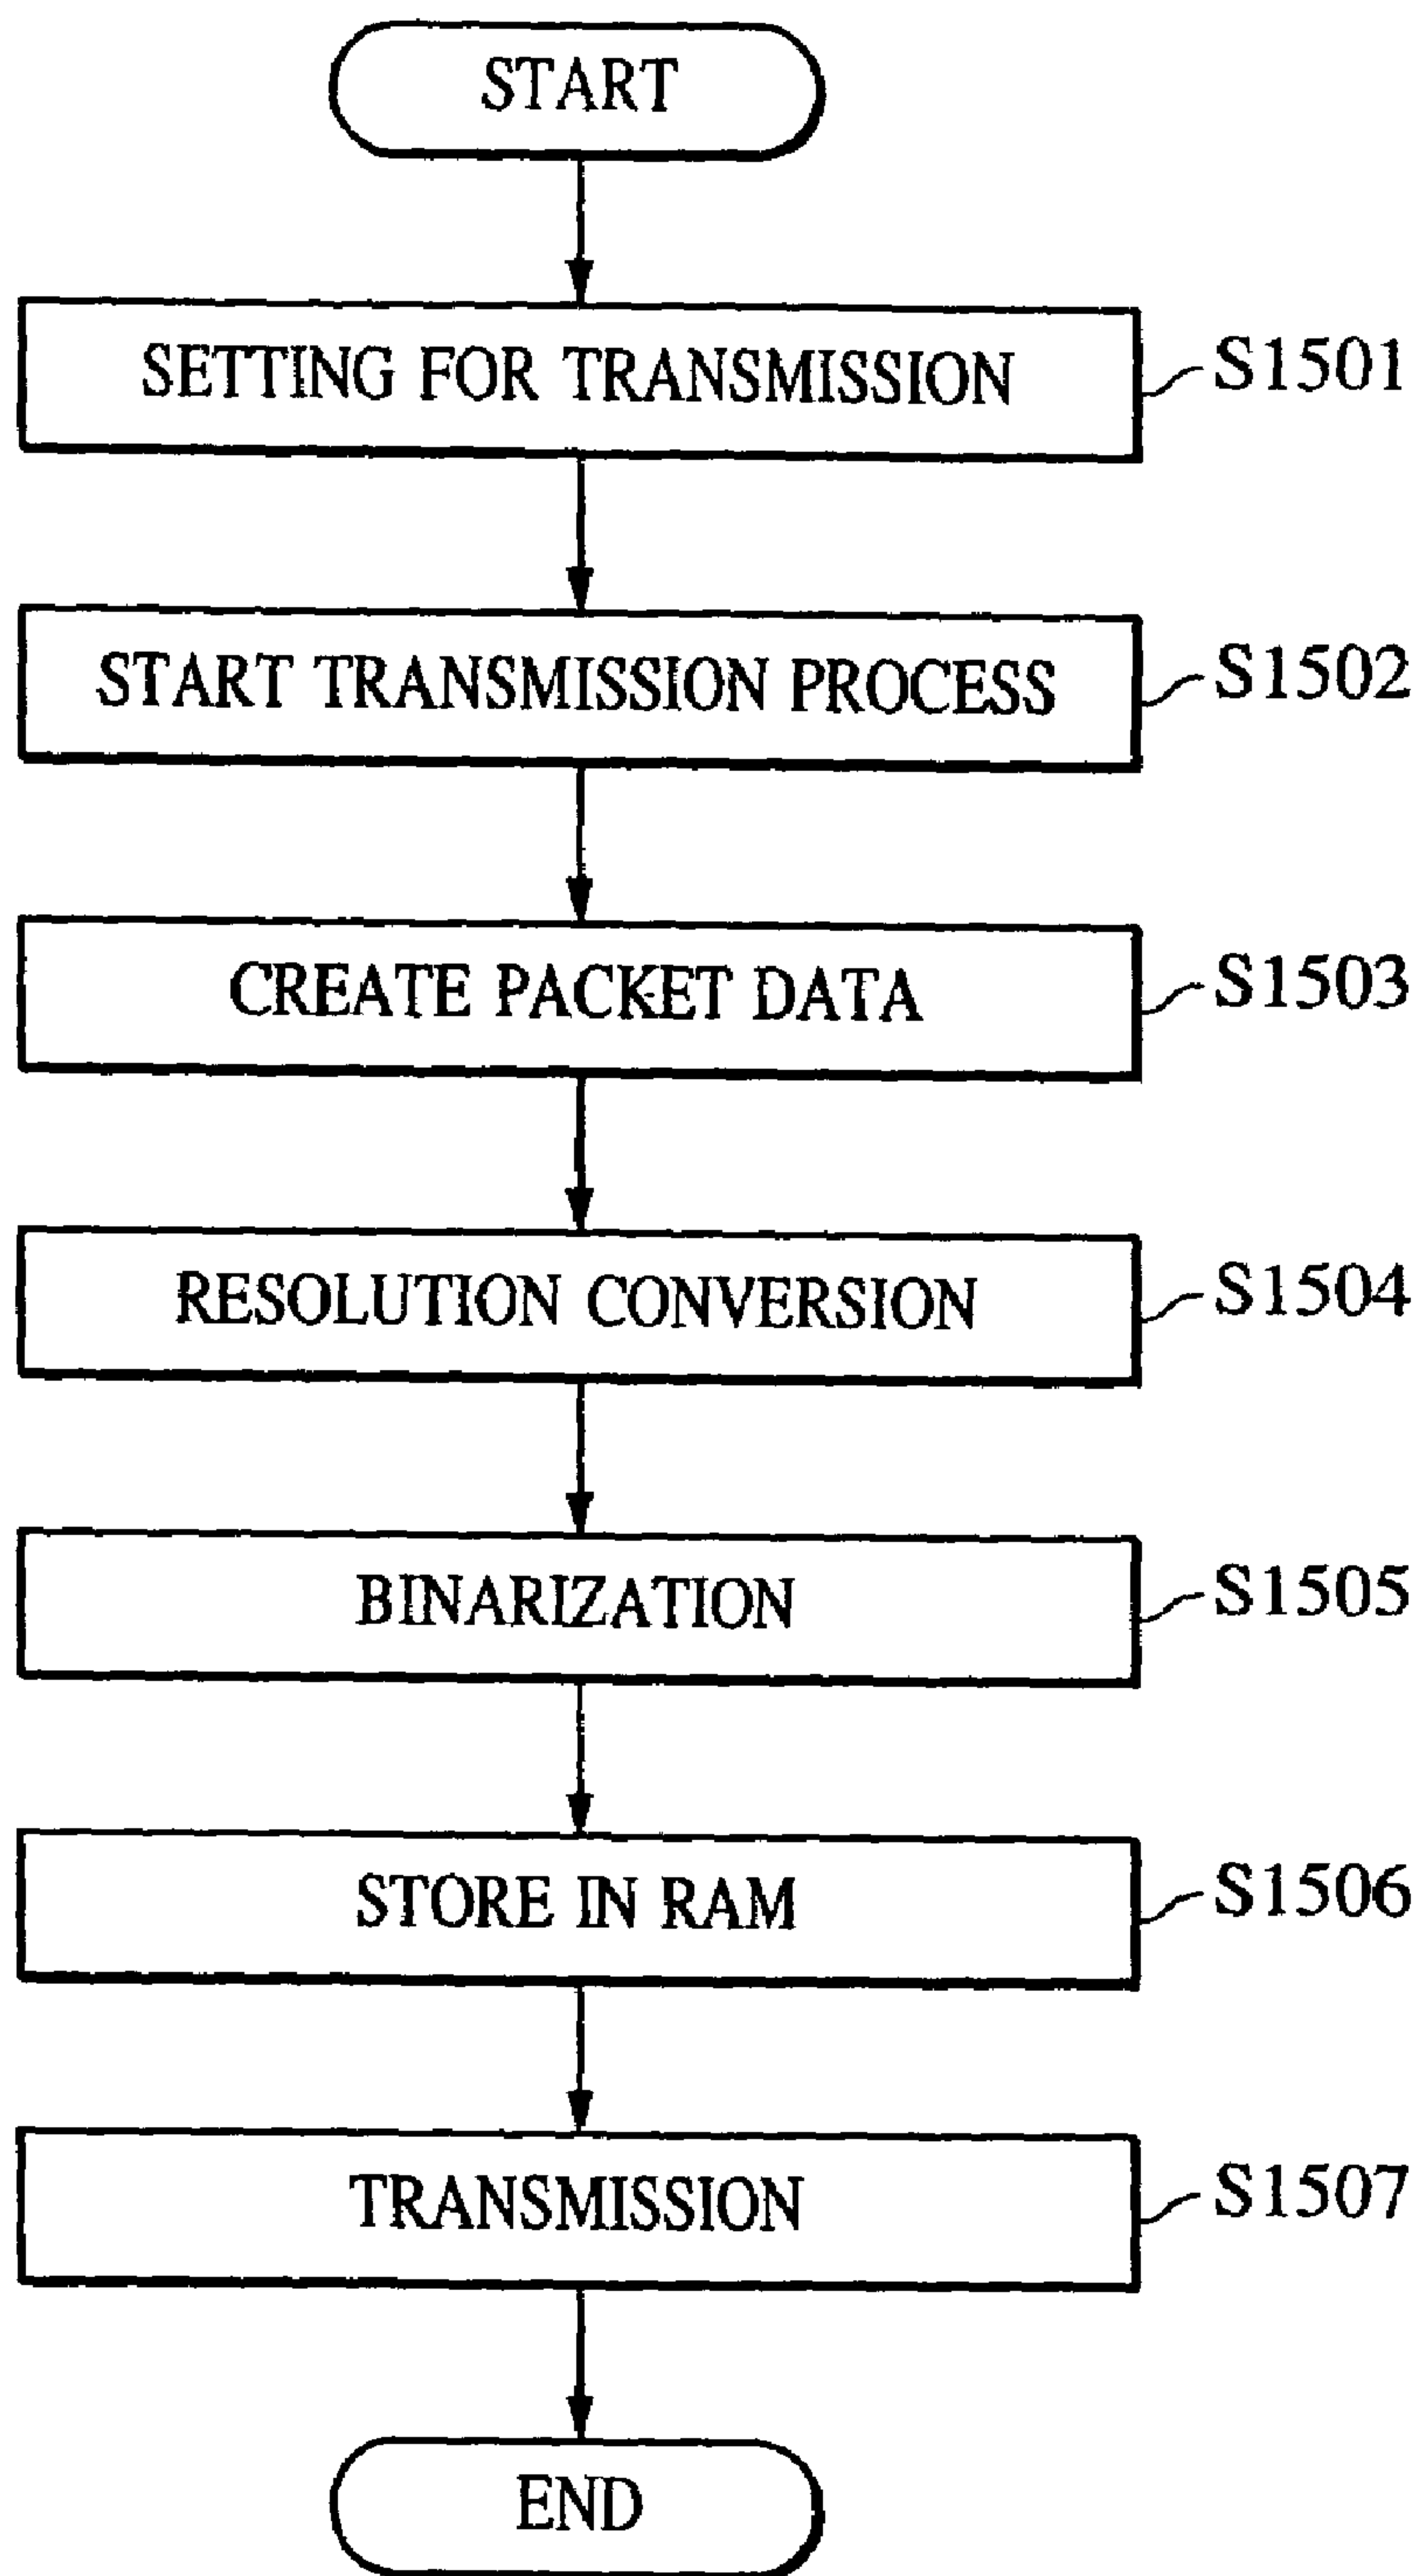 START
SETTING FOR TRANSMISSION
S1501
START TRANSMISSION PROCESS
S1502
CREATE PACKET DATA
S1503
RESOLUTION CONVERSION
S1504
BINARIZATION
S1505
STORE IN RAM
S1506
TRANSMISSION
S1507
END